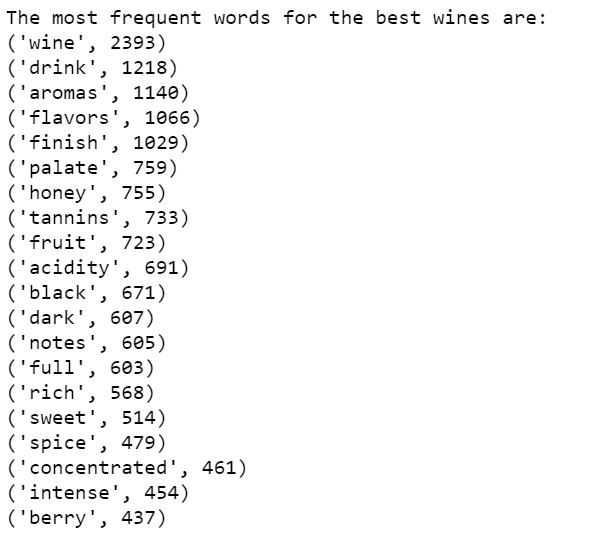 The most frequent words for the best wines are:
('wine', 2393)
('drink', 1218)
('aromas', 1140)
('flavors', 1066)
('finish', 1029)
('palate', 759)
('honey', 755)
('tannins', 733)
('fruit', 723)
('acidity', 691)
('black', 671)
('dark', 607)
('notes', 605)
('full', 603)
('rich', 568)
('sweet', 514)
('spice', 479)
('concentrated', 461)
('intense', 454)
('berry', 437)